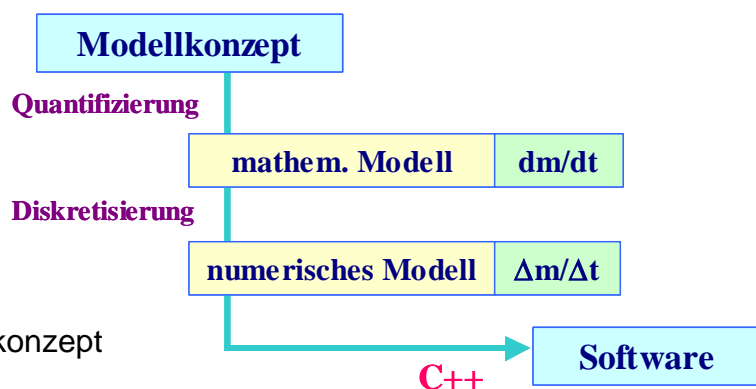 Modellkonzept
Quantifizierung
mathem. Modell dm/dt
Diskretisierung
numerisches Modell Δm/Δt
konzept
Software
C++